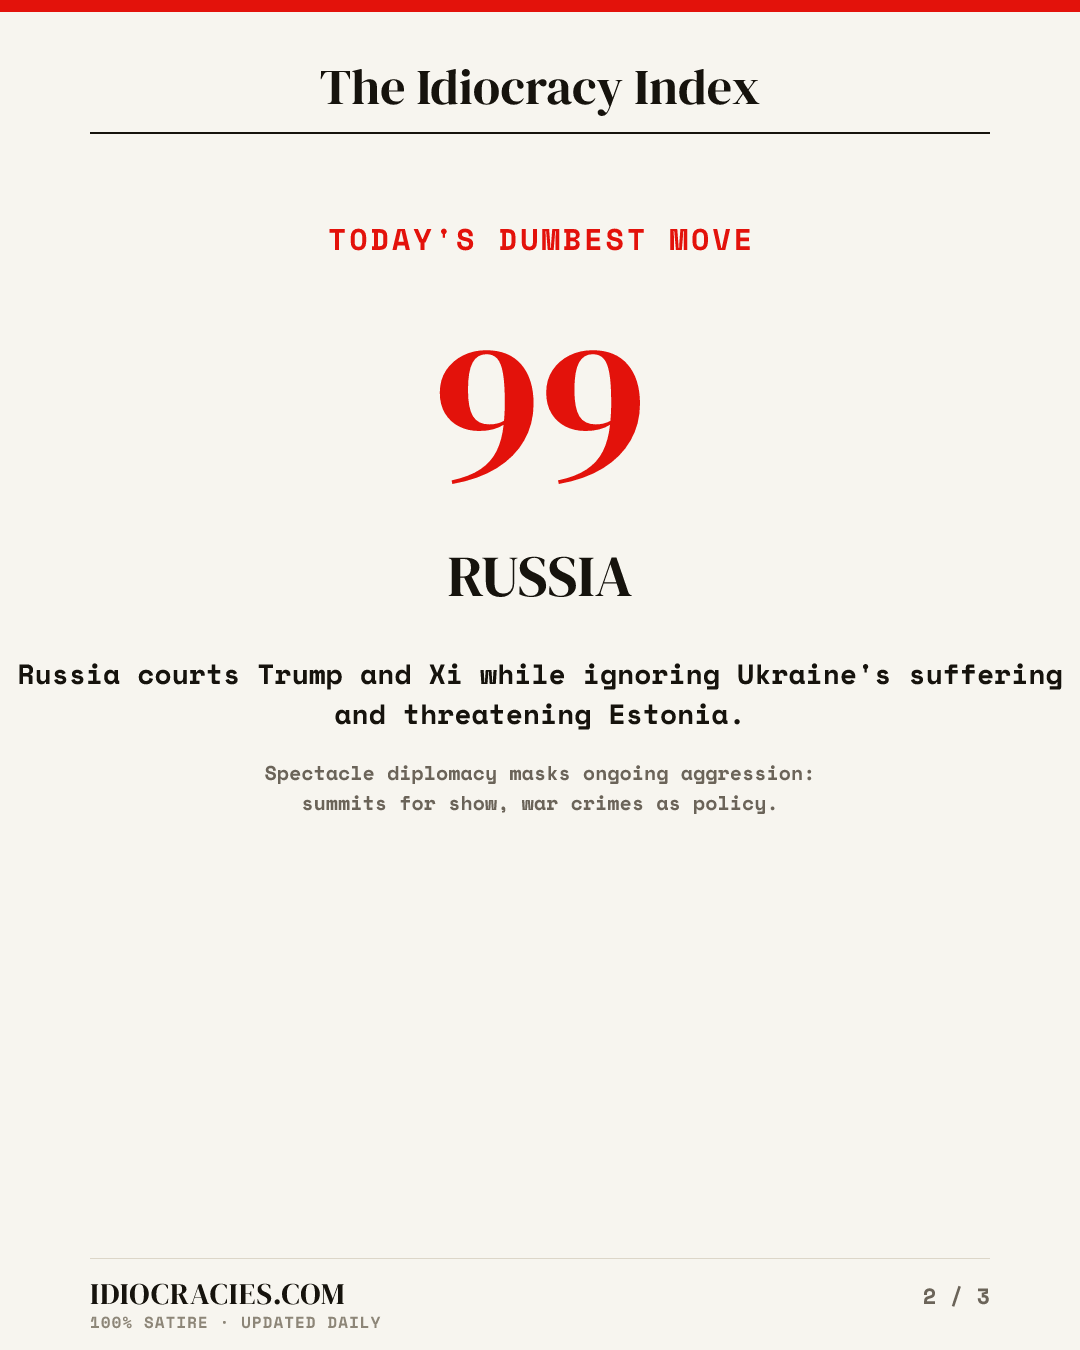 The Idiocracy Index
TODAY'S DUMBEST MOVE
99
RUSSIA
Russia courts Trump and Xi while ignoring Ukraine's suffering
and threatening Estonia.
Spectacle diplomacy masks ongoing aggression:
summits for show, war crimes as policy.
IDIOCRACIES.COM
2 / 3
100% SATIRE · UPDATED DAILY